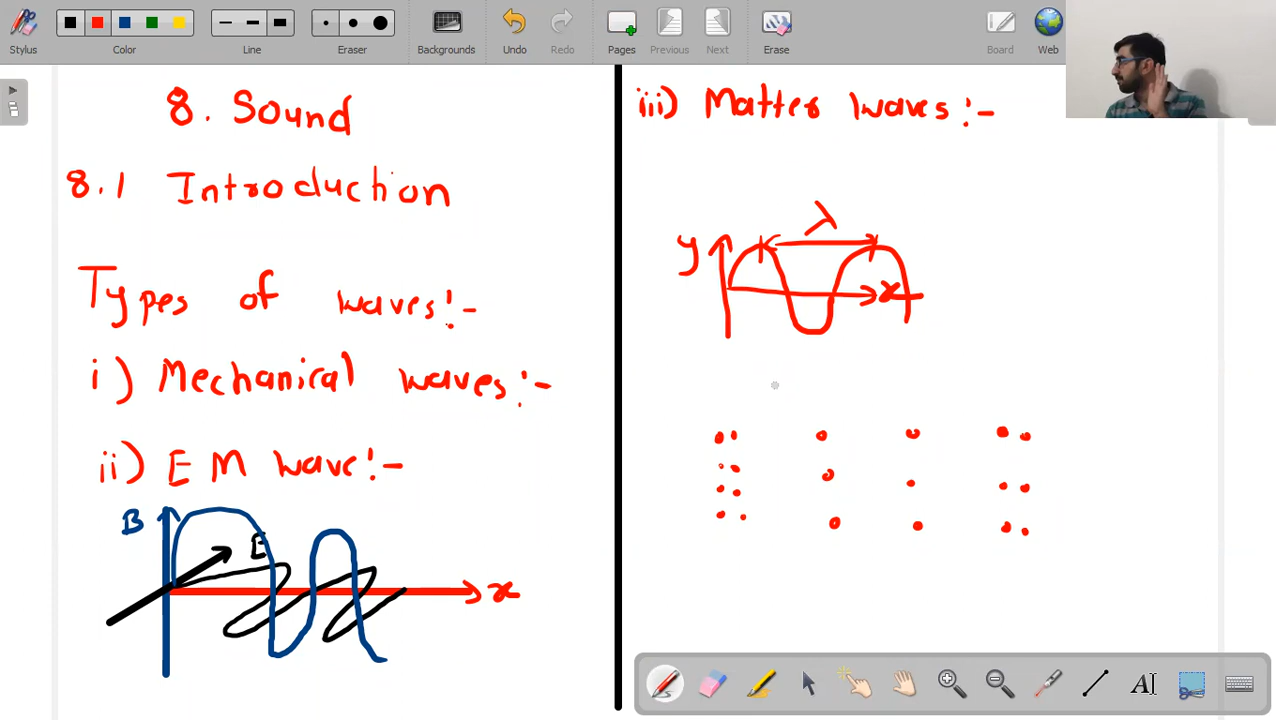 Stylus
Color
Line
Eraser
Backgrounds
Undo
Redo
Pages
Previous
Next
Erase
Board
Web
8. Sound
8.1 Introduction
Types of waves:-
i) Mechanical waves:-
ii) EM wave:-
B
E
x
iii) Matter waves:-
λ
y
x
AI